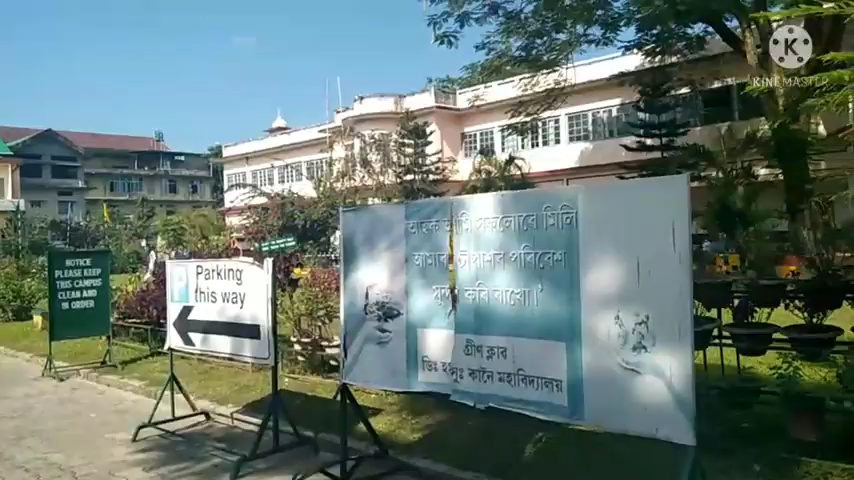 K
KINEMASTER
NOTICE
PLEASE KEEP
THIS CAMPUS
CLEAN AND
IN ORDER
P
Parking
this way
আহক আমি সকলোৱে মিলি
আমাৰ চৌপাশৰ পৰিবেশ
কৰি ৰাখো।
গ্ৰীণ ক্লাব
ডিঃ হঃ সুঃ কানৈ মহাবিদ্যালয়